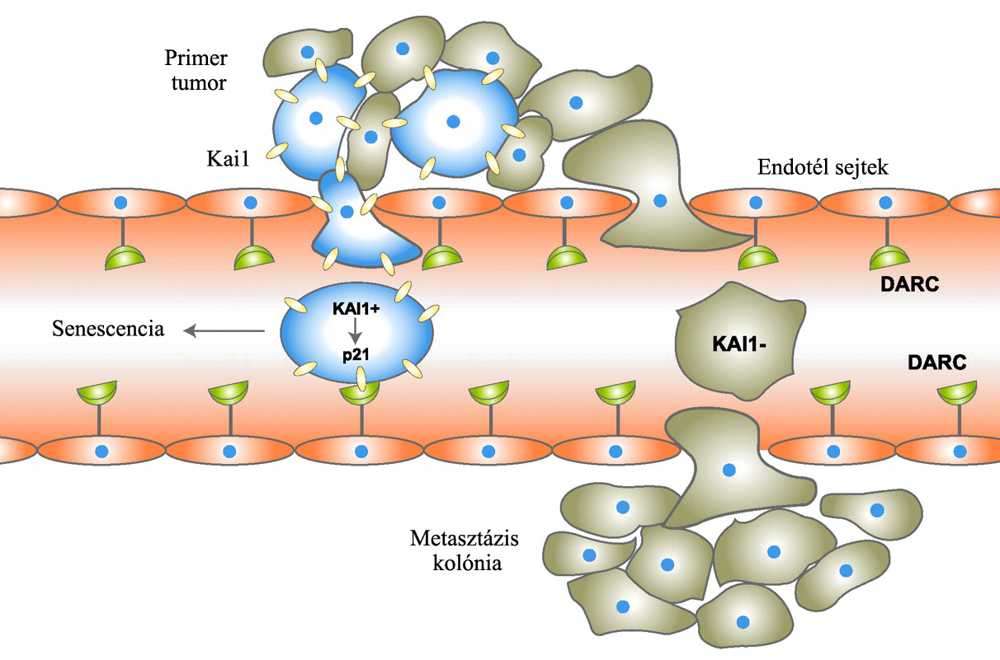 Primer
tumor
Kai1
Endotél sejtek
DARC
Senescencia
KAI1+
p21
KAI1-
DARC
Metasztázis
kolónia